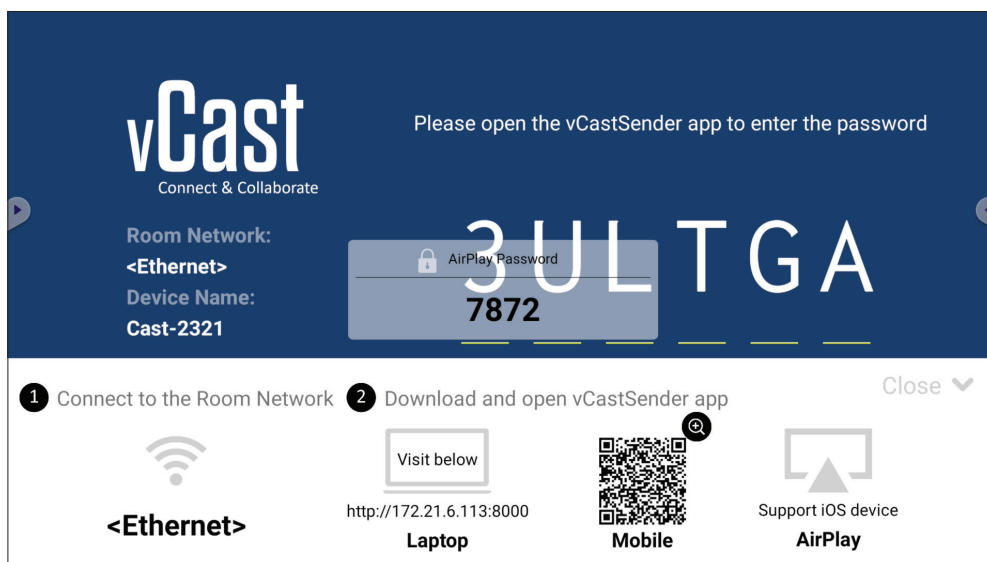 vCast
Connect & Collaborate
Please open the vCastSender app to enter the password
Room Network:
<Ethernet>
Device Name:
Cast-2321
3ULTGA
AirPlay Password
7872
1 Connect to the Room Network
2 Download and open vCastSender app
Close
<Ethernet>
Visit below
http://172.21.6.113:8000
Laptop
Mobile
Support iOS device
AirPlay